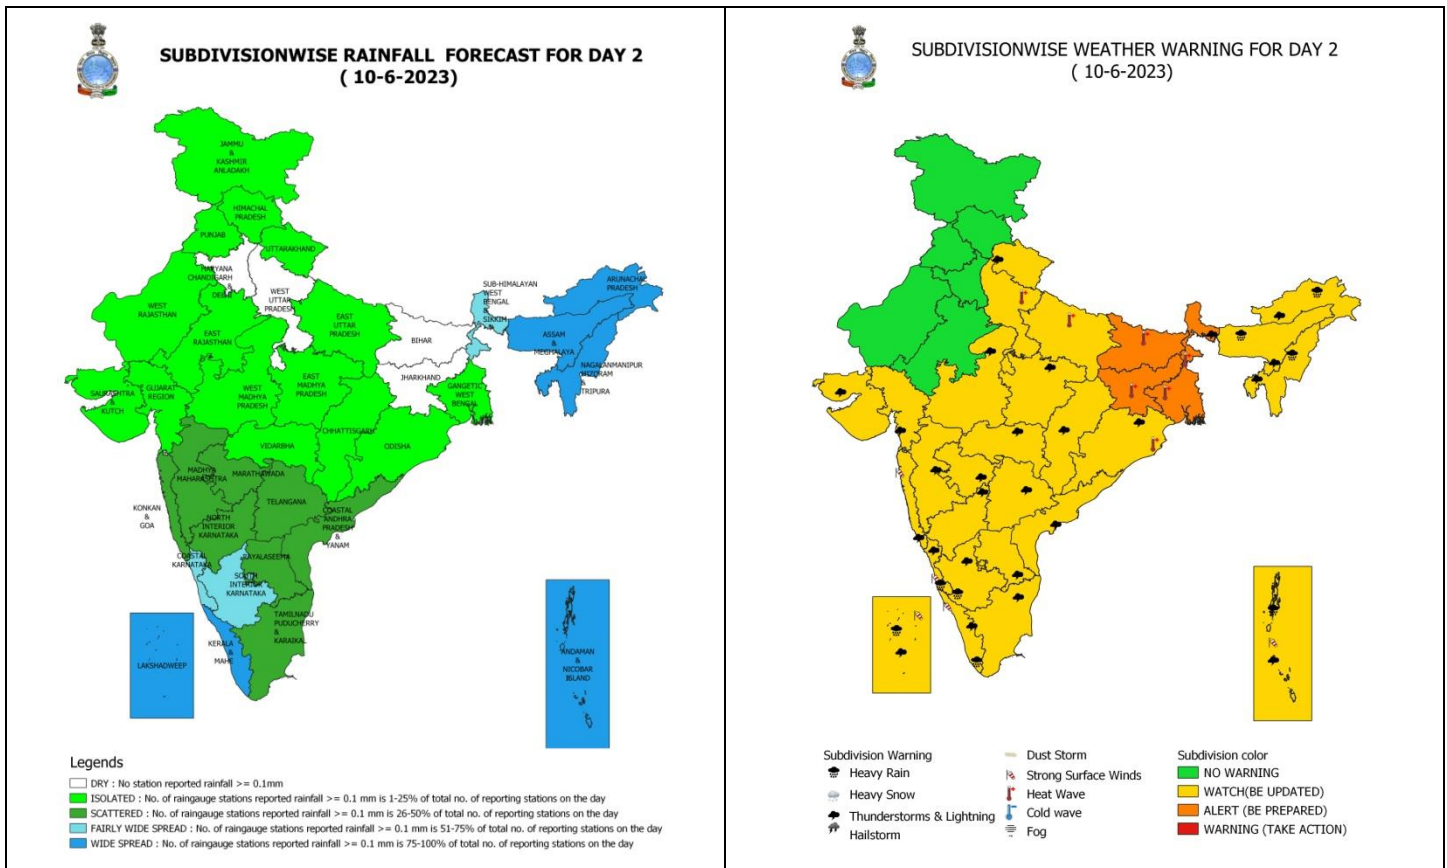 SUBDIVISIONWISE RAINFALL FORECAST FOR DAY 2
( 10-6-2023)
JAMMU
&
KASHMIR
ANLADAKH
HIMACHAL
PRADESH
PUNJAB
UTTARAKHAND
HARYANA
CHANDIGARH
&
DELHI
WEST
UTTAR
PRADESH
WEST
RAJASTHAN
EAST
RAJASTHAN
EAST
UTTAR
PRADESH
BIHAR
SUB-HIMALAYAN
WEST
BENGAL
&
SIKKIM
ARUNACHAL
PRADESH
ASSAM
&
MEGHALAYA
NAGALANMANIPUR
MIZORAM
&
TRIPURA
JHARKHAND
GANGETIC
WEST
BENGAL
SAURASHTRA
&
KUTCH
GUJARAT
REGION
WEST
MADHYA
PRADESH
EAST
MADHYA
PRADESH
CHHATTISGARH
ODISHA
VIDARBHA
MADHYA
MAHARASHTRA
MARATHAWADA
TELANGANA
KONKAN
&
GOA
NORTH
INTERIOR
KARNATAKA
COASTAL
ANDHRA
PRADESH
&
YANAM
COASTAL
KARNATAKA
RAYALASEEMA
SOUTH
INTERIOR
KARNATAKA
TAMILNADU
PUDUCHERRY
&
KARAIKAL
KERALA
&
MAHE
LAKSHADWEEP
ANDAMAN
&
NICOBAR
ISLAND
Legends
DRY : No station reported rainfall >= 0.1mm
ISOLATED : No. of raingauge stations reported rainfall >= 0.1 mm is 1-25% of total no. of reporting stations on the day
SCATTERED : No. of raingauge stations reported rainfall >= 0.1 mm is 26-50% of total no. of reporting stations on the day
FAIRLY WIDE SPREAD : No. of raingauge stations reported rainfall >= 0.1 mm is 51-75% of total no. of reporting stations on the day
WIDE SPREAD : No. of raingauge stations reported rainfall >= 0.1 mm is 75-100% of total no. of reporting stations on the day
SUBDIVISIONWISE WEATHER WARNING FOR DAY 2
( 10-6-2023)
Subdivision Warning
Heavy Rain
Heavy Snow
Thunderstorms & Lightning
Hailstorm
Dust Storm
Strong Surface Winds
Heat Wave
Cold wave
Fog
Subdivision color
NO WARNING
WATCH(BE UPDATED)
ALERT (BE PREPARED)
WARNING (TAKE ACTION)